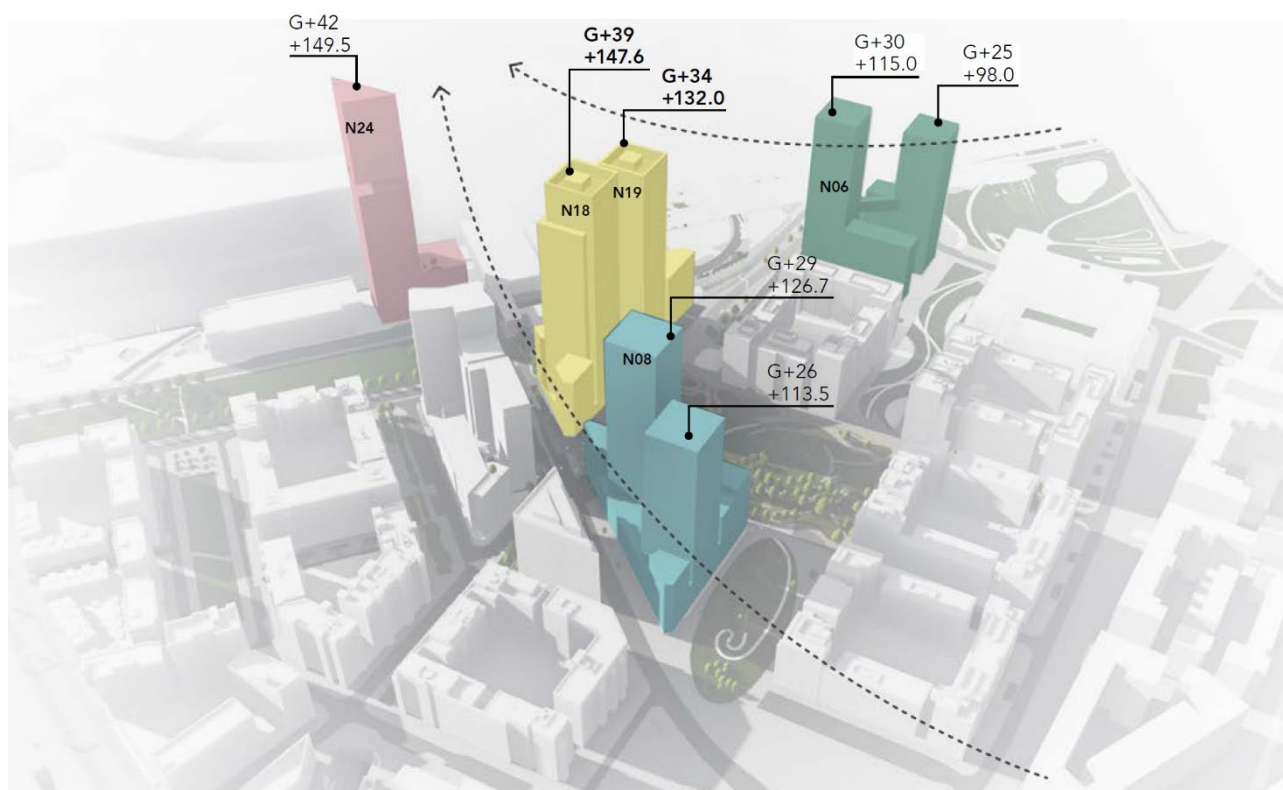 G+42
+149.5
G+39
+147.6
G+34
+132.0
G+30
+115.0
G+25
+98.0
N24
N19
N18
N06
G+29
+126.7
N08
G+26
+113.5